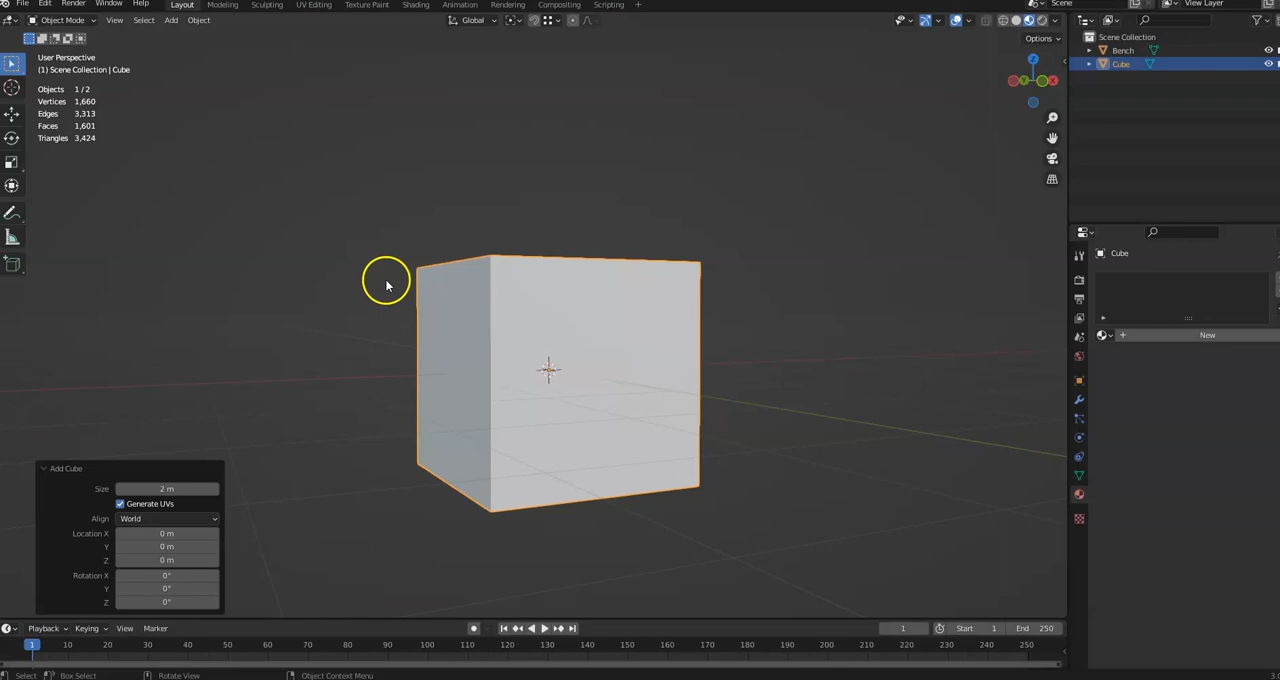 File Edit Render Window Help Layout Modeling Sculpting UV Editing Texture Paint Shading Animation Rendering Compositing Scripting + Scene View Layer
Object Mode View Select Add Object Global
Options
User Perspective
(1) Scene Collection | Cube
Objects 1 / 2
Vertices 1,660
Edges 3,313
Faces 1,601
Triangles 3,424
Z
Y X
Scene Collection
Bench
Cube
Cube
+ New
Add Cube
Size 2 m
Generate UVs
Align World
Location X 0 m
Y 0 m
Z 0 m
Rotation X 0°
Y 0°
Z 0°
Playback Keying View Marker 1 Start 1 End 250
1 10 20 30 40 50 60 70 80 90 100 110 120 130 140 150 160 170 180 190 200 210 220 230 240 250
Select Box Select Rotate View Object Context Menu